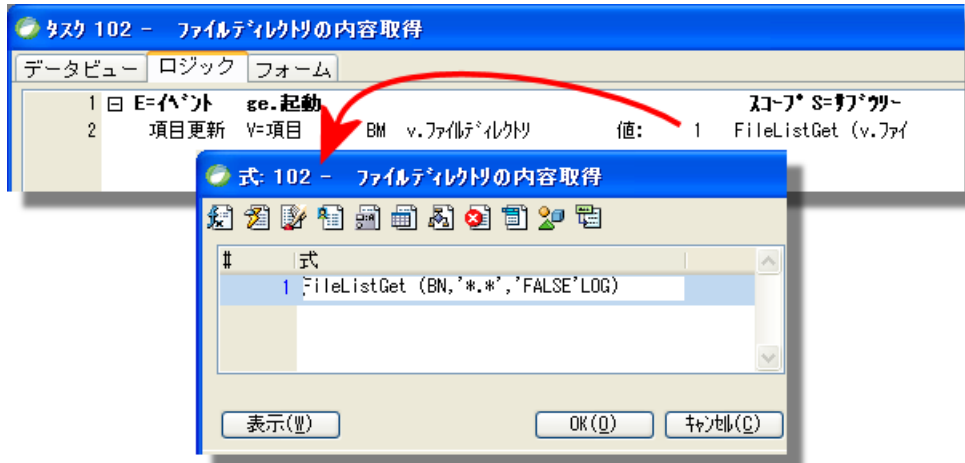 タスク 102 - ファイルディレクトリの内容取得
データビュー ロジック フォーム
1 E=イベント ge.起動 スコープ S=サブツリー
2 項目更新 V=項目 BM v.ファイルディレクトリ 値: 1 FileListGet (v.ファイ
式: 102 - ファイルディレクトリの内容取得
# 式
1 FileListGet (BN,'*.*','FALSE'LOG)
表示(W) OK(O) キャンセル(C)